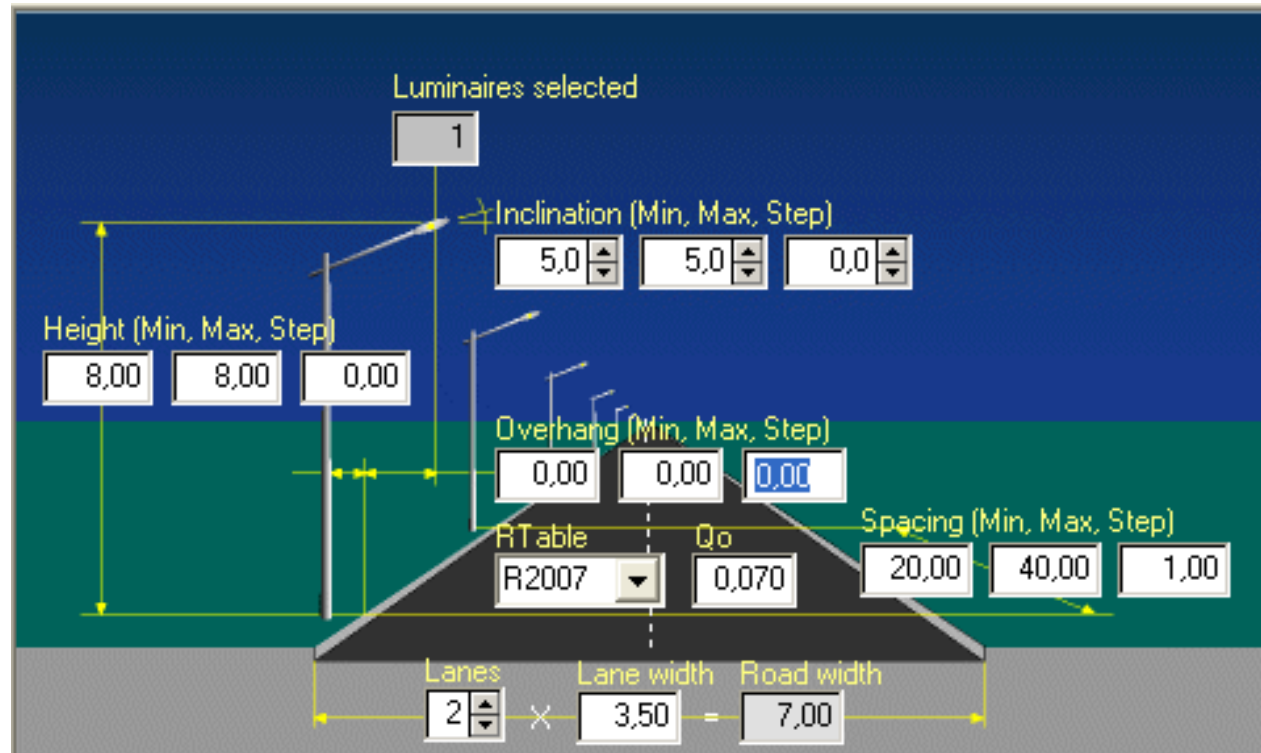 Luminaires selected
1
Inclination (Min, Max, Step)
5,0 5,0 0,0
Height (Min, Max, Step)
8,00 8,00 0,00
Overhang (Min, Max, Step)
0,00 0,00 0,00
RTable Qo
R2007 0,070
Spacing (Min, Max, Step)
20,00 40,00 1,00
Lanes Lane width Road width
2 X 3,50 = 7,00